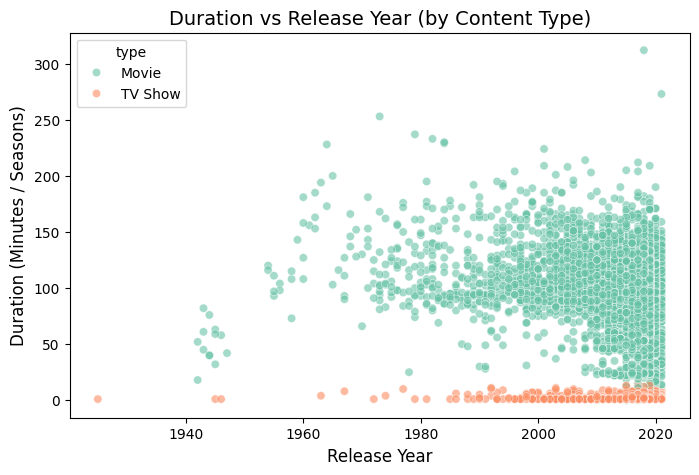 Duration vs Release Year (by Content Type)
type
Movie
TV Show
Duration (Minutes / Seasons)
300
250
200
150
100
50
0
1940
1960
1980
2000
2020
Release Year